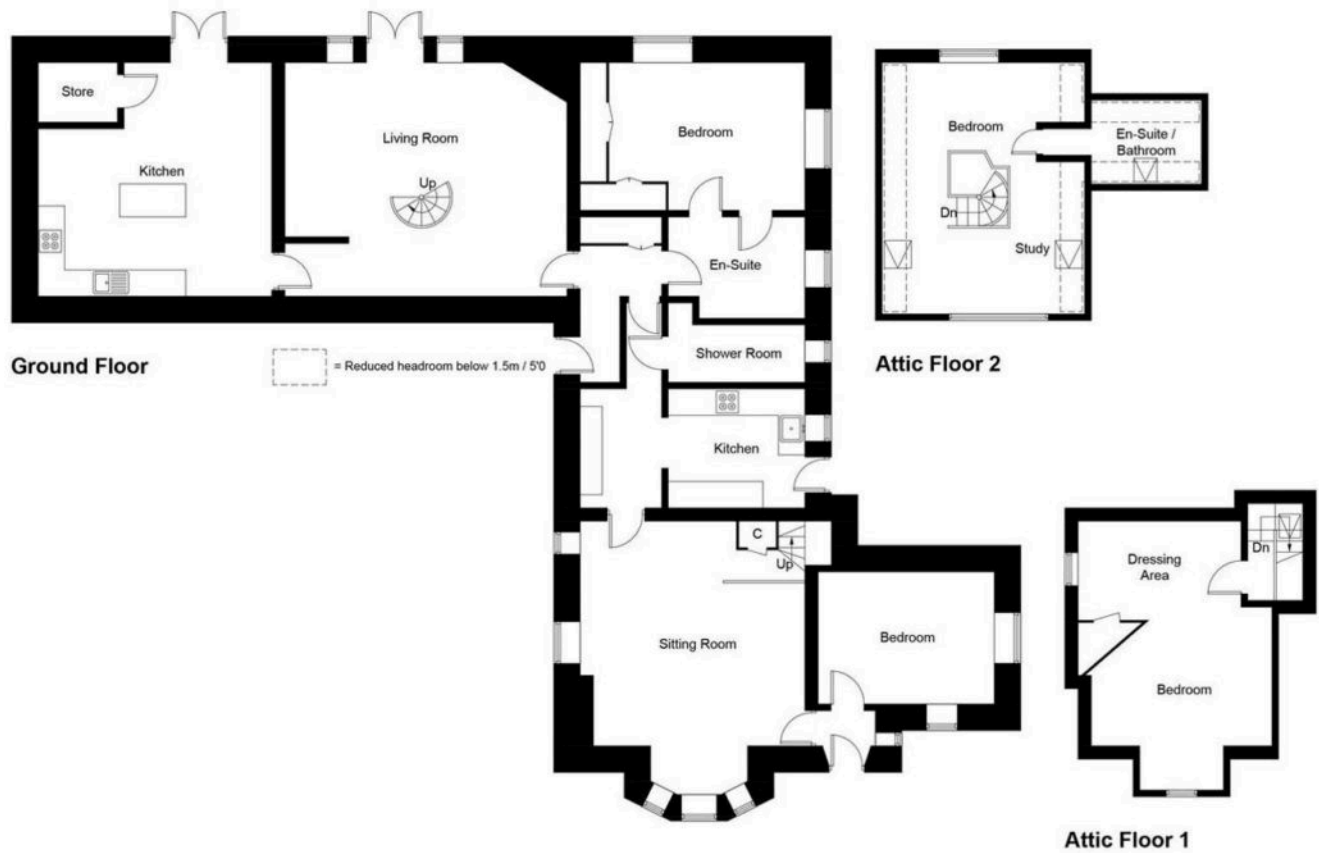 Store
Kitchen
Living Room
Up
Bedroom
En-Suite
Shower Room
Kitchen
C
Up
Sitting Room
Bedroom
Ground Floor
= Reduced headroom below 1.5m / 5'0
Bedroom
En-Suite /
Bathroom
Dn
Study
Attic Floor 2
Dressing
Area
Dn
Bedroom
Attic Floor 1